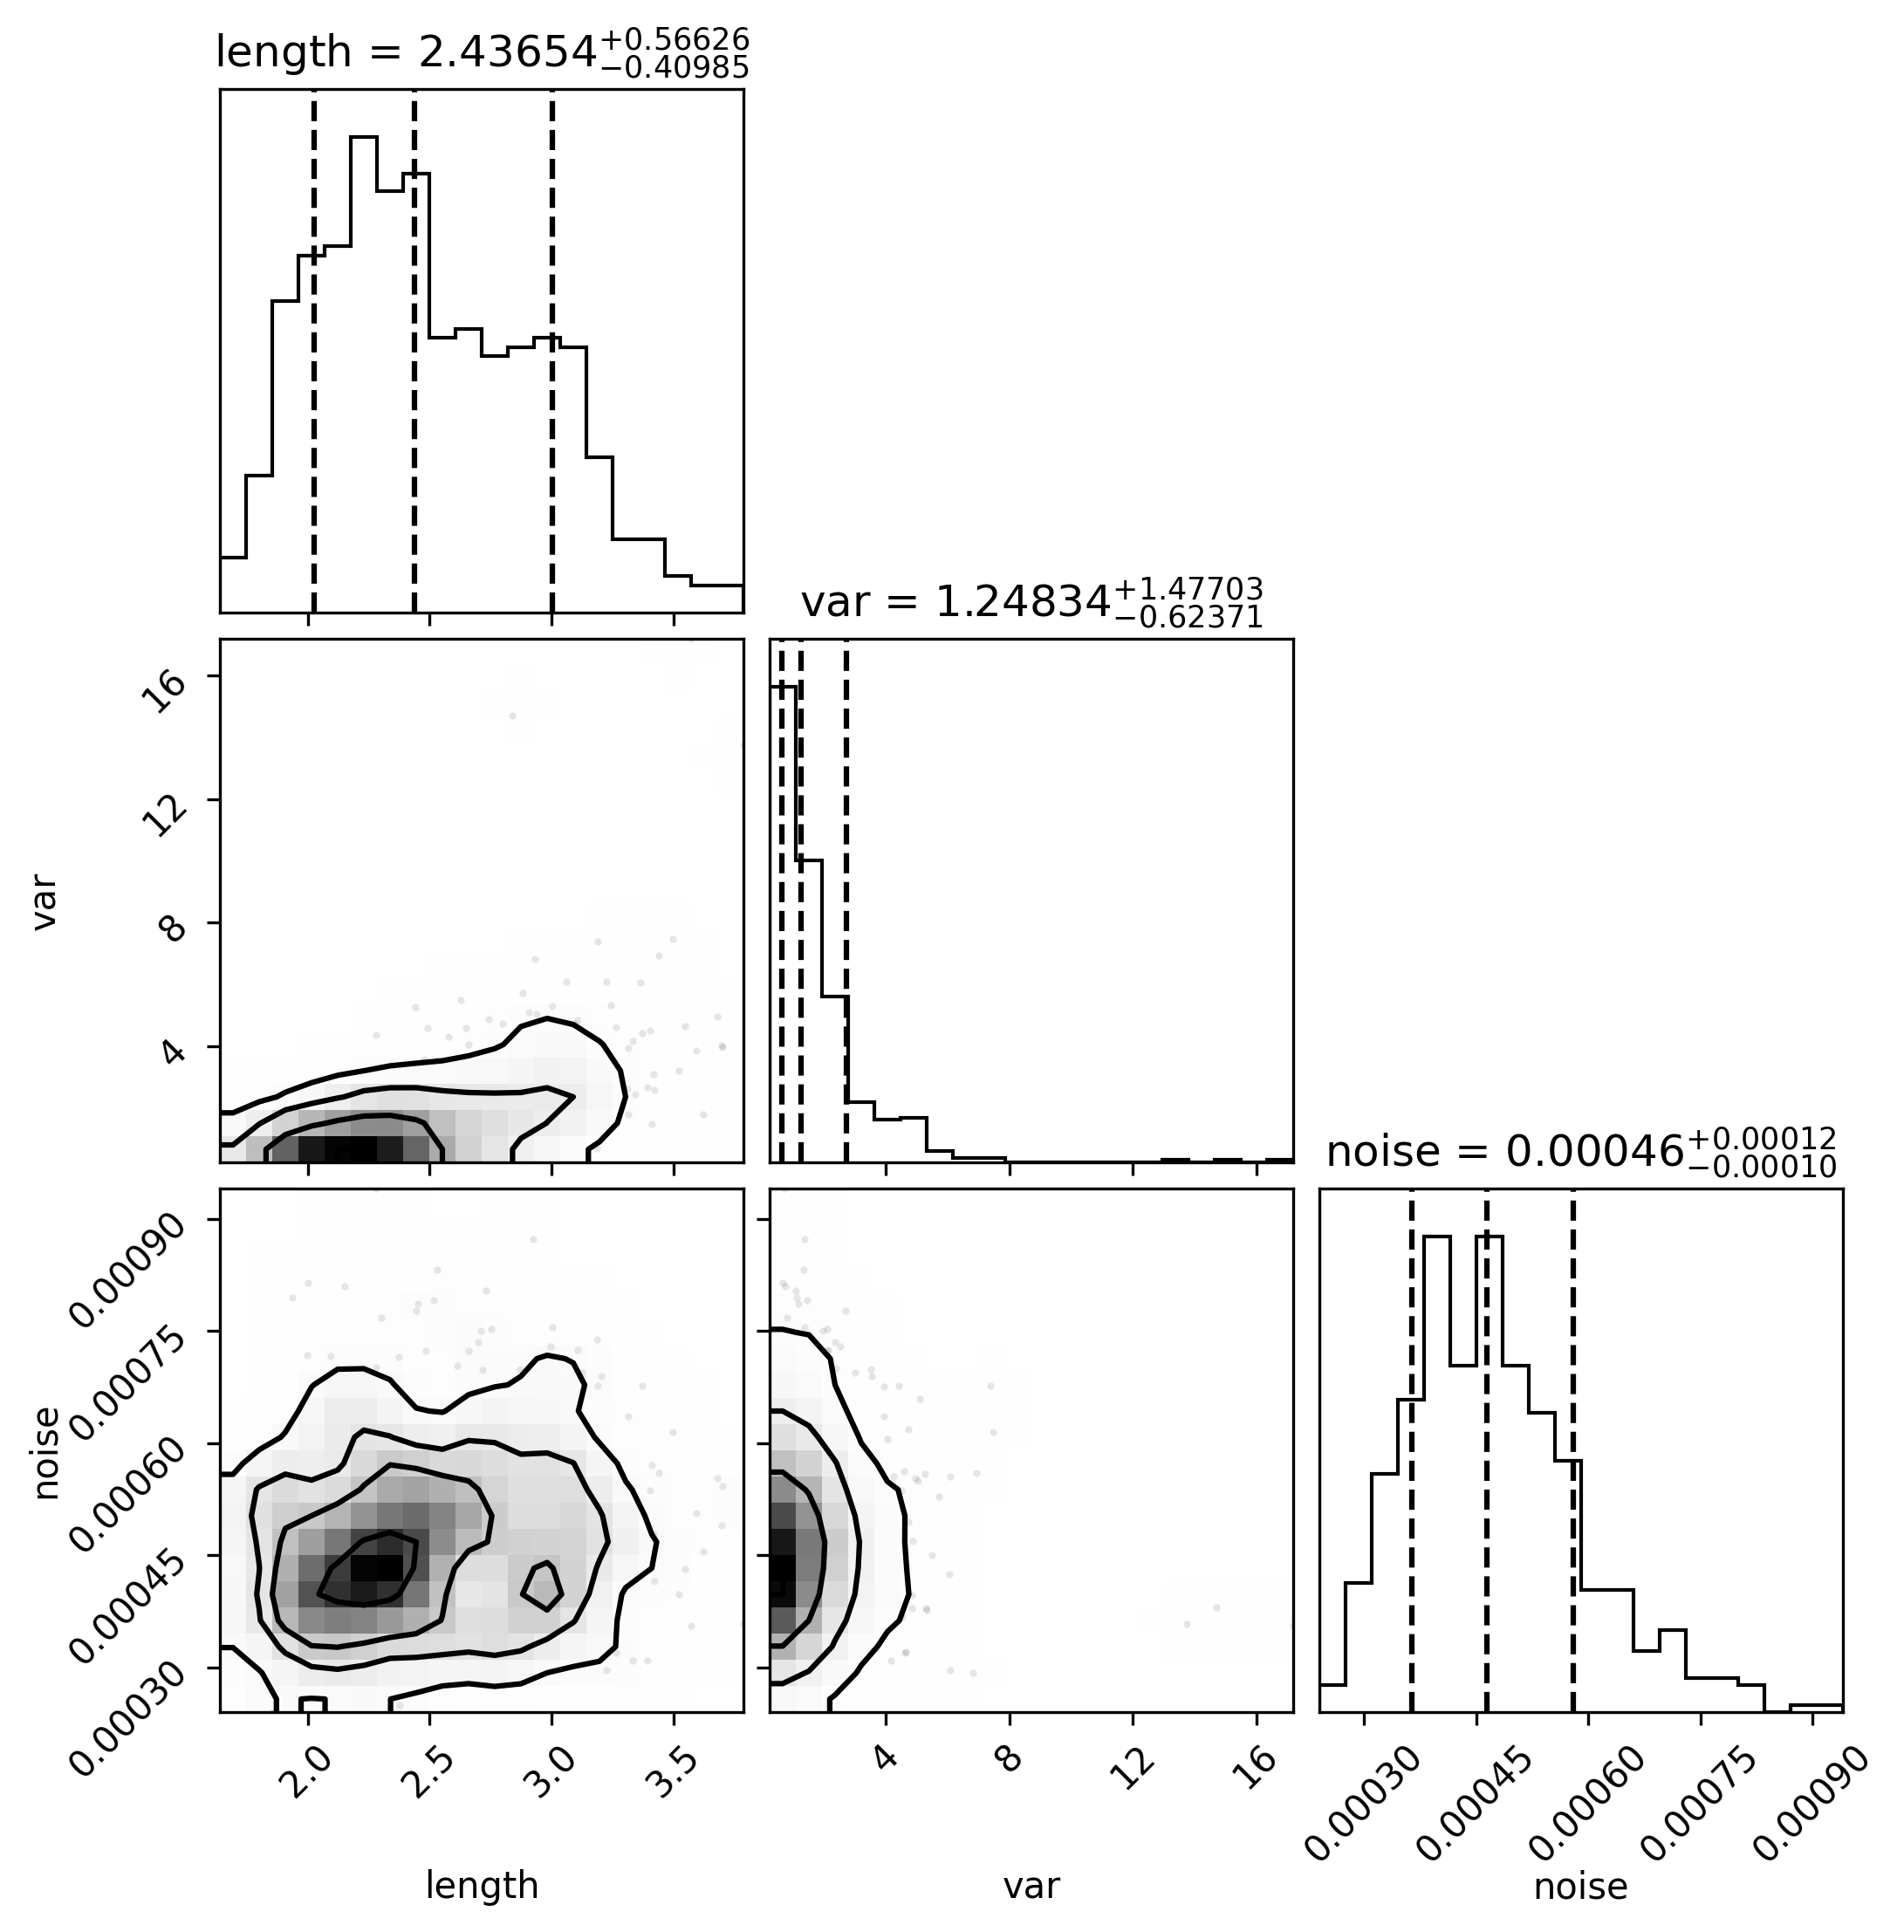 length = 2.43654+0.56626−0.40985
var = 1.24834+1.47703−0.62371
16
12
8
4
var
noise = 0.00046+0.00012−0.00010
0.00090
0.00075
0.00060
0.00045
0.00030
noise
2.0 2.5 3.0 3.5
4 8 12 16
0.00030 0.00045 0.00060 0.00075 0.00090
length
var
noise